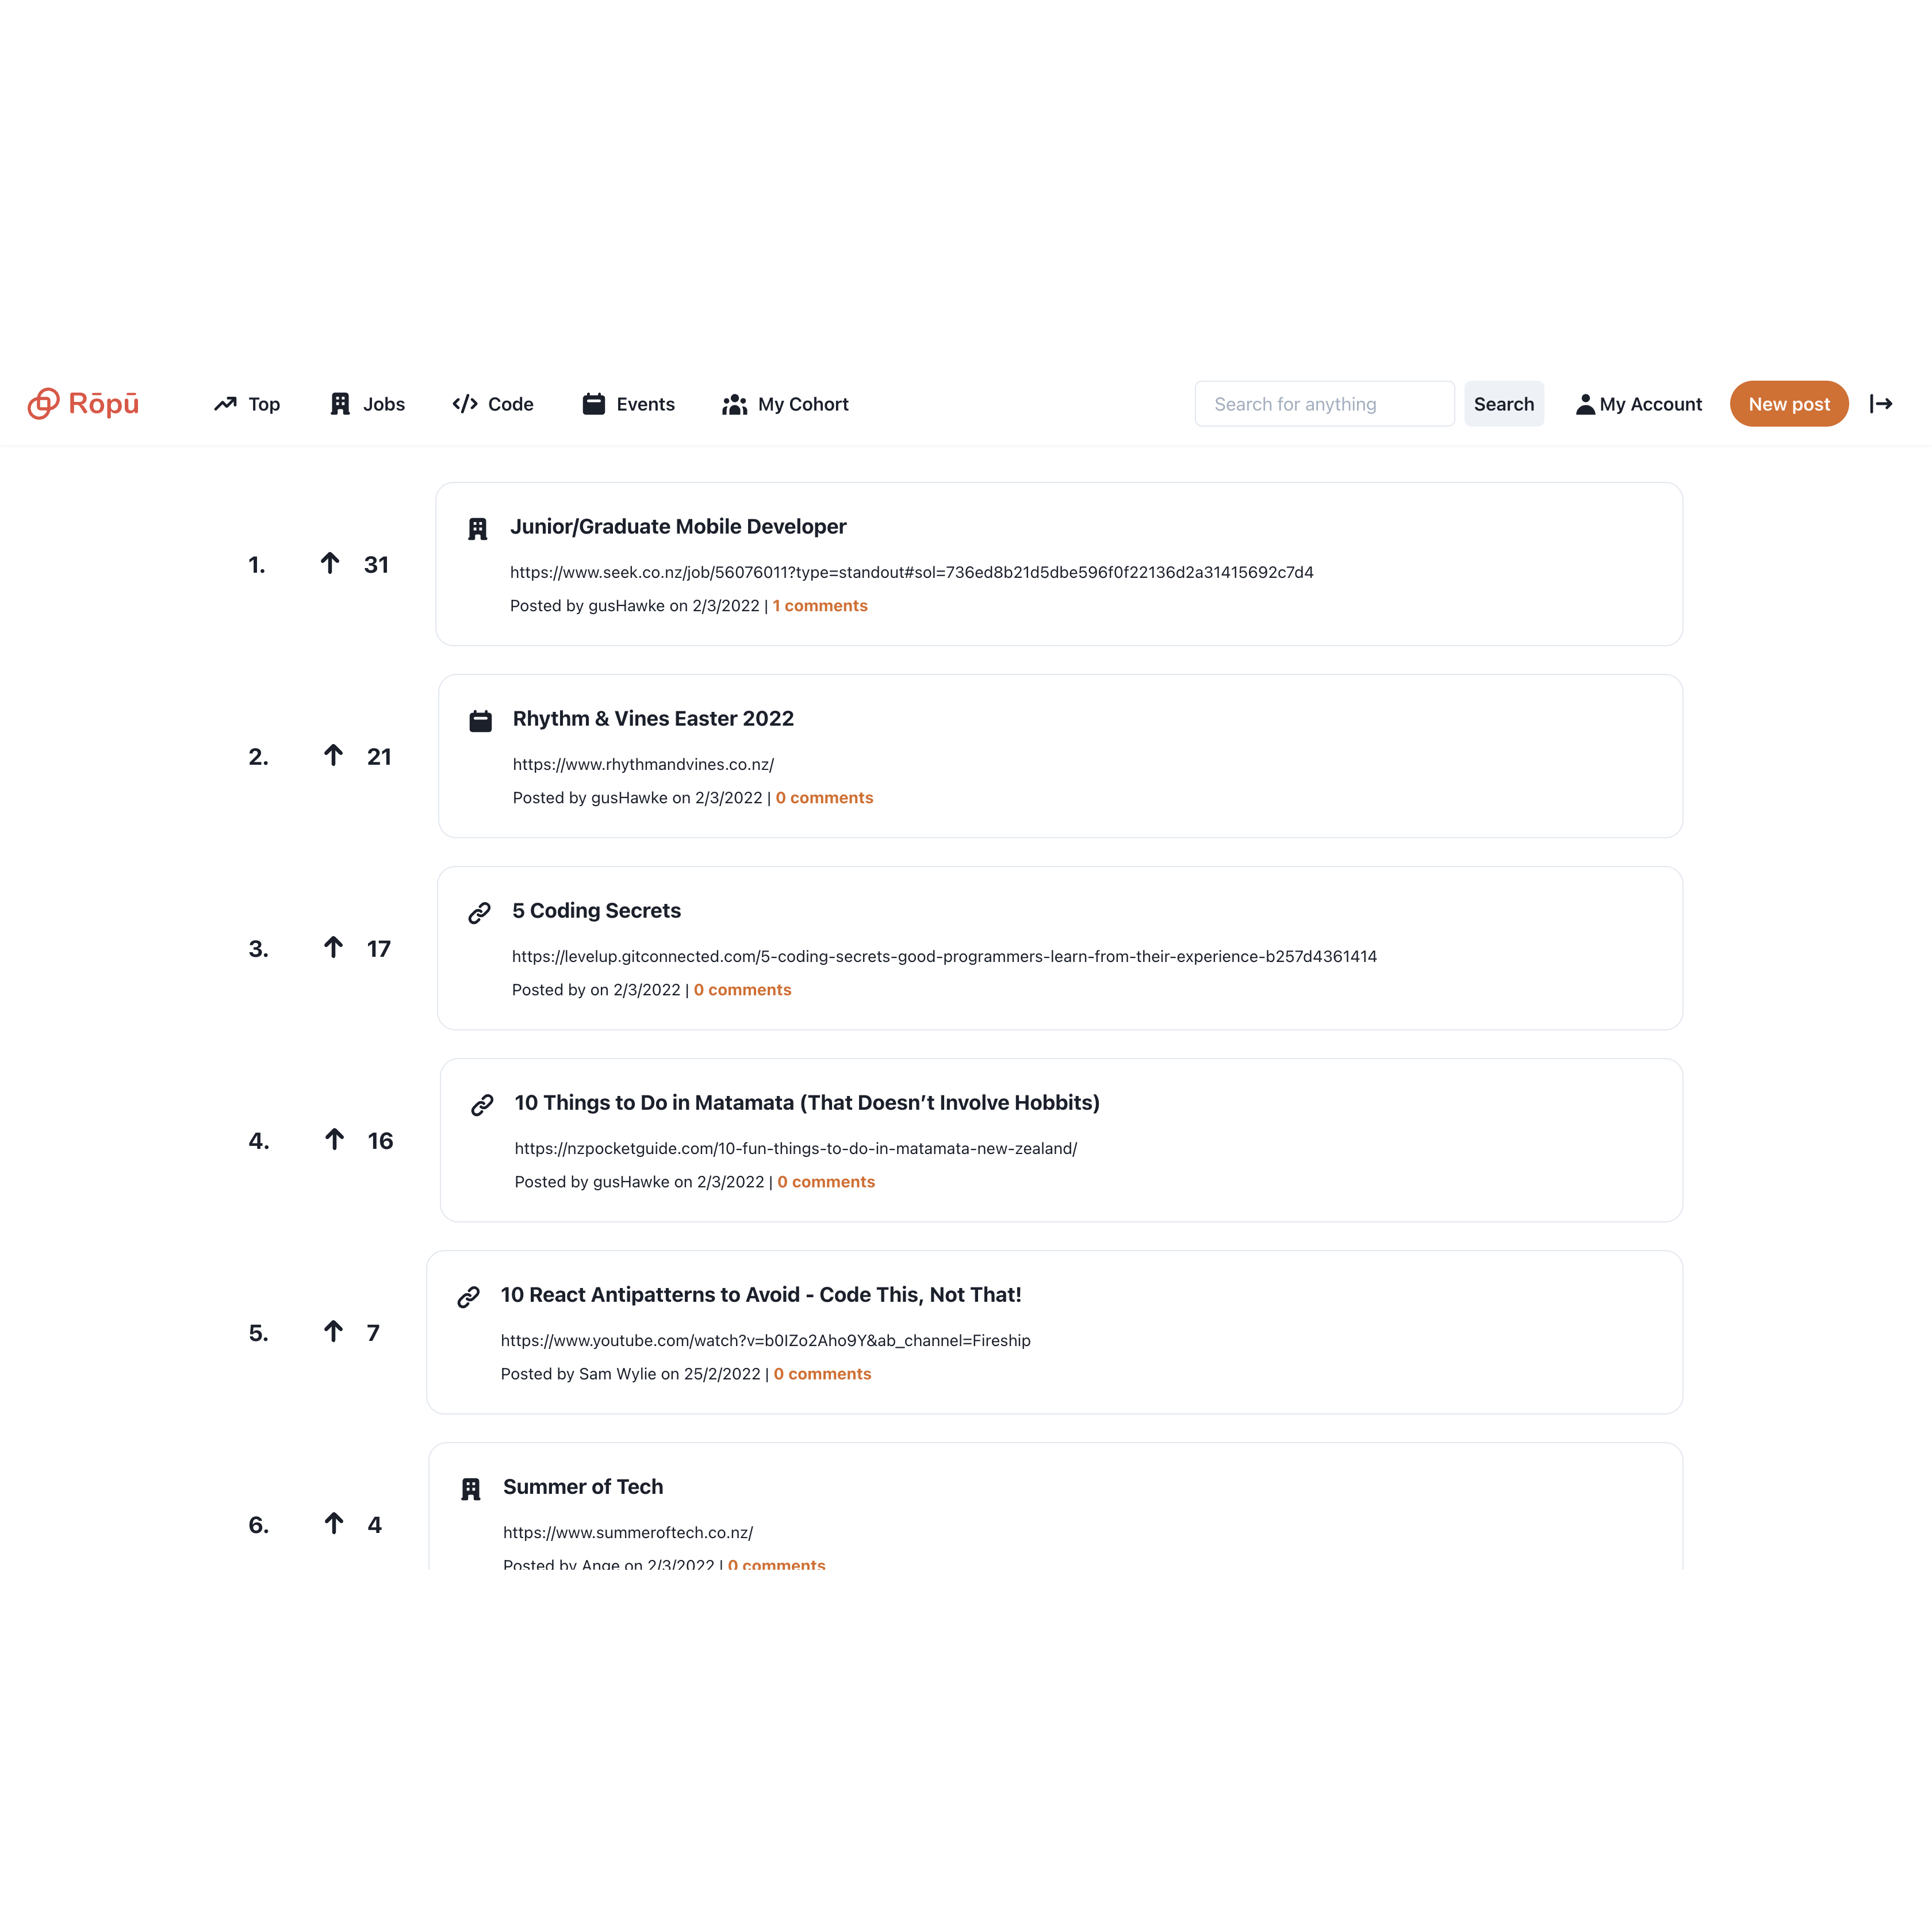 Rōpū Top Jobs Code Events My Cohort Search for anything Search My Account New post
Junior/Graduate Mobile Developer
1. 31
https://www.seek.co.nz/job/56076011?type=standout#sol=736ed8b21d5dbe596f0f22136d2a31415692c7d4
Posted by gusHawke on 2/3/2022 | 1 comments
Rhythm & Vines Easter 2022
2. 21
https://www.rhythmandvines.co.nz/
Posted by gusHawke on 2/3/2022 | 0 comments
5 Coding Secrets
3. 17
https://levelup.gitconnected.com/5-coding-secrets-good-programmers-learn-from-their-experience-b257d4361414
Posted by on 2/3/2022 | 0 comments
10 Things to Do in Matamata (That Doesn’t Involve Hobbits)
4. 16
https://nzpocketguide.com/10-fun-things-to-do-in-matamata-new-zealand/
Posted by gusHawke on 2/3/2022 | 0 comments
10 React Antipatterns to Avoid - Code This, Not That!
5. 7
https://www.youtube.com/watch?v=b0IZo2Aho9Y&ab_channel=Fireship
Posted by Sam Wylie on 25/2/2022 | 0 comments
Summer of Tech
6. 4
https://www.summeroftech.co.nz/
Posted by Ange on 2/3/2022 | 0 comments